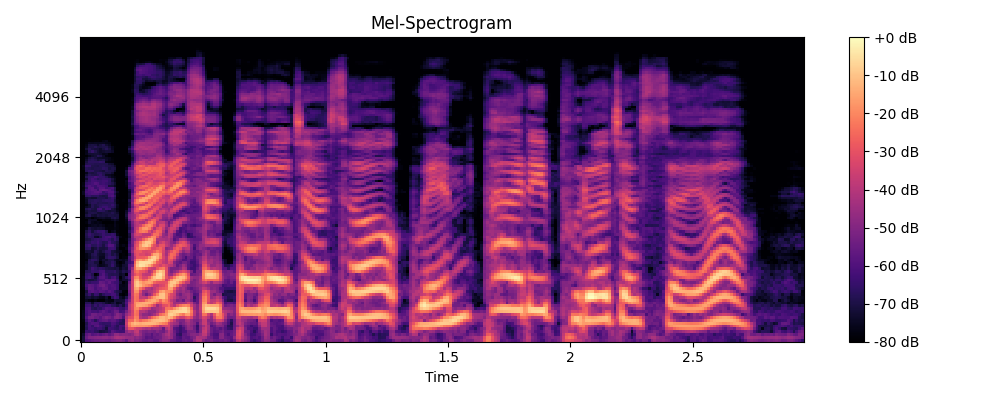 Mel-Spectrogram
+0 dB
4096
-10 dB
-20 dB
2048
-30 dB
Hz
1024
-40 dB
-50 dB
512
-60 dB
-70 dB
0
-80 dB
0 0.5 1 1.5 2 2.5
Time